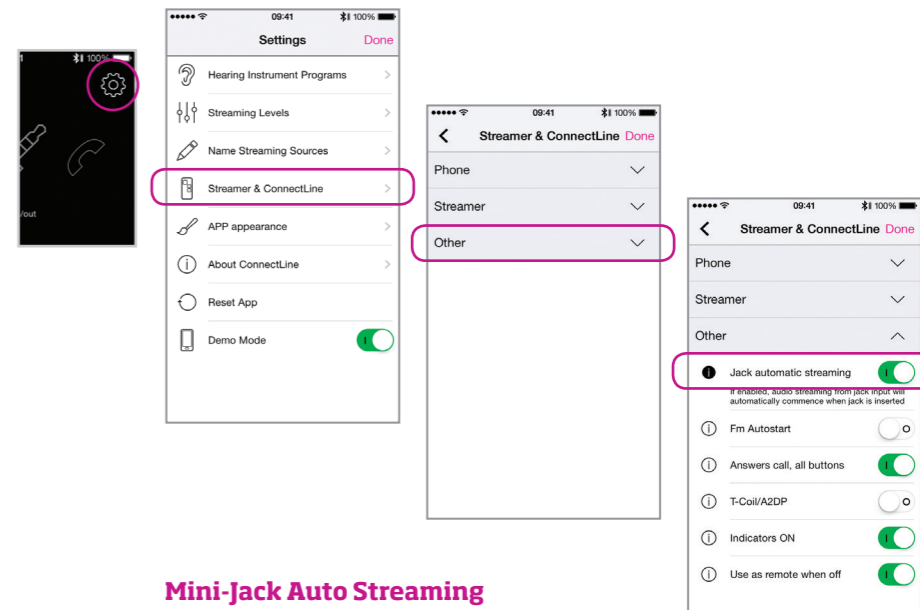 1 100%
/out
09:41 100%
Settings Done
Hearing Instrument Programs
Streaming Levels
Name Streaming Sources
Streamer & ConnectLine
APP appearance
About ConnectLine
Reset App
Demo Mode
09:41 100%
Streamer & ConnectLine Done
Phone
Streamer
Other
09:41 100%
Streamer & ConnectLine Done
Phone
Streamer
Other
Jack automatic streaming
If enabled, audio streaming from jack input will
automatically commence when jack is inserted
Fm Autostart
Answers call, all buttons
T-Coil/A2DP
Indicators ON
Use as remote when off
Mini-Jack Auto Streaming